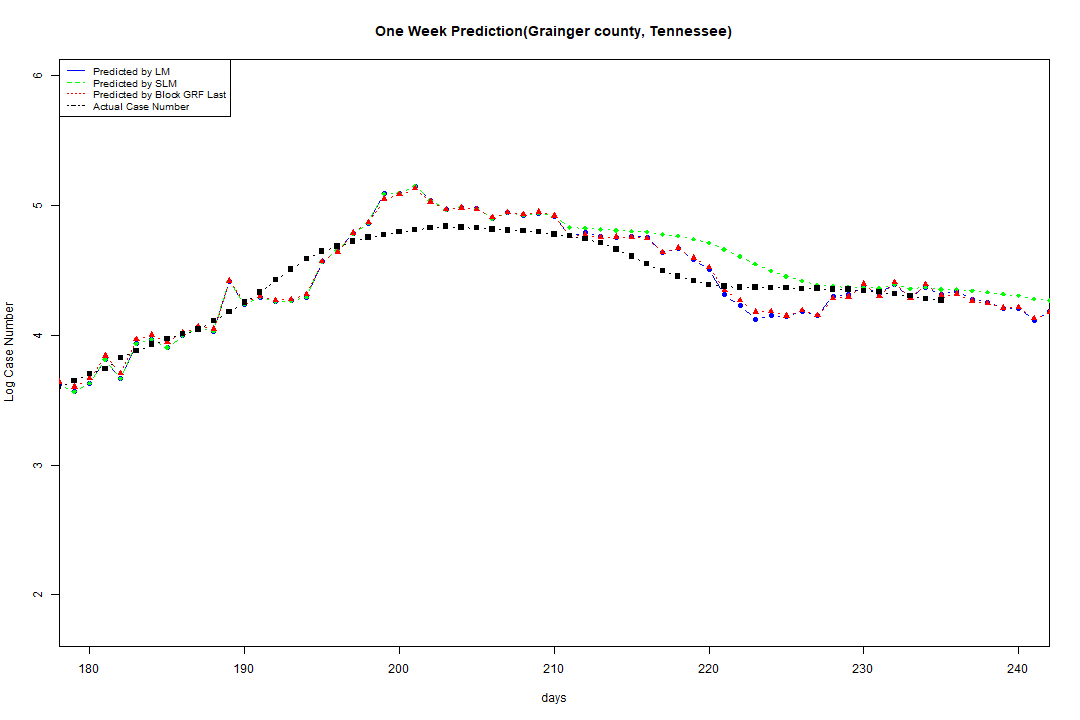 One Week Prediction(Grainger county, Tennessee)
Predicted by LM
Predicted by SLM
Predicted by Block GRF Last
Actual Case Number
6
5
4
3
2
Log Case Number
180 190 200 210 220 230 240
days